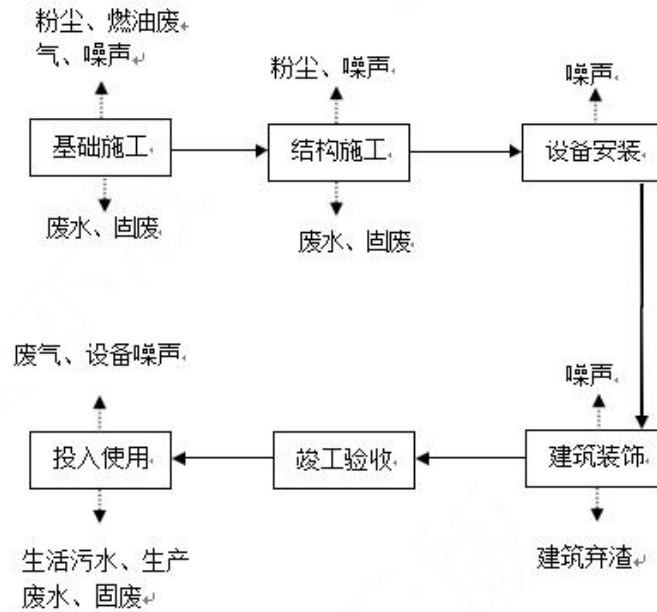 粉尘、燃油废
气、噪声
粉尘、噪声
噪声
基础施工
结构施工
设备安装
废水、固废
废水、固废
废气、设备噪声
噪声
投入使用
竣工验收
建筑装饰
生活污水、生产
废水、固废
建筑弃渣